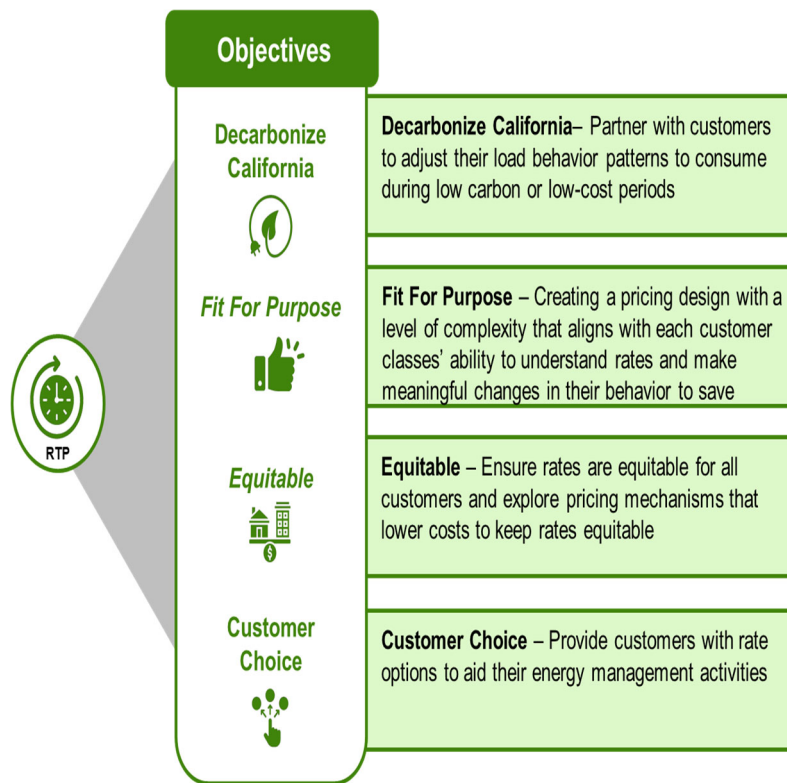 Objectives
Decarbonize
California
Decarbonize California– Partner with customers
to adjust their load behavior patterns to consume
during low carbon or low-cost periods
Fit For Purpose
Fit For Purpose – Creating a pricing design with a
level of complexity that aligns with each customer
classes’ ability to understand rates and make
meaningful changes in their behavior to save
RTP
Equitable
Equitable – Ensure rates are equitable for all
customers and explore pricing mechanisms that
lower costs to keep rates equitable
Customer
Choice
Customer Choice – Provide customers with rate
options to aid their energy management activities